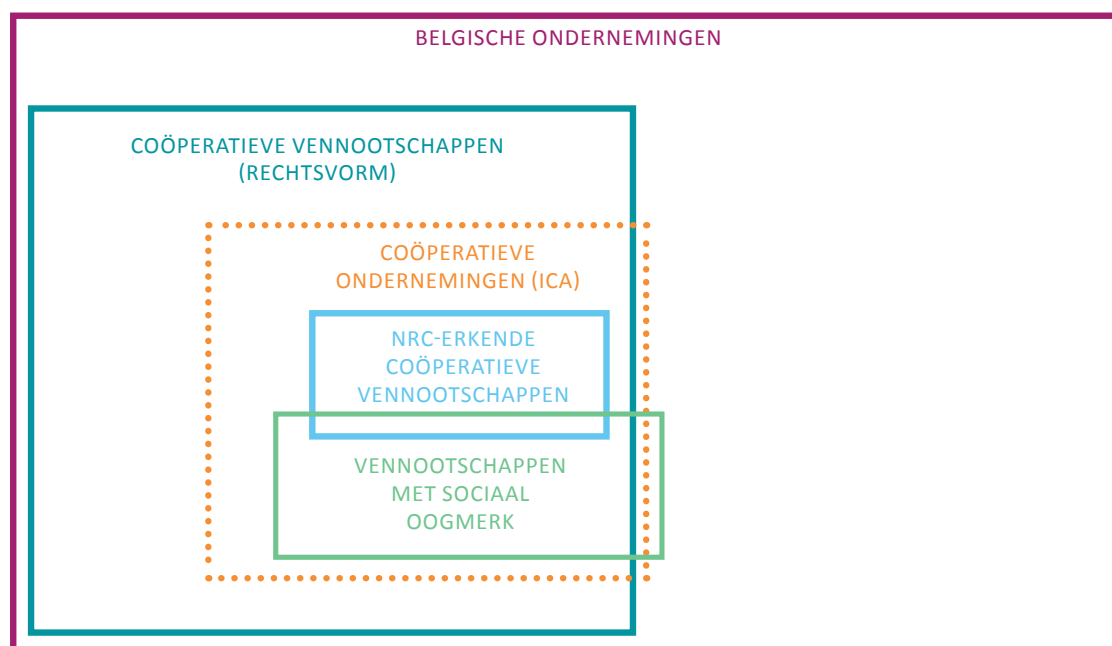 BELGISCHE ONDERNEMINGEN
COÖPERATIEVE VENNOOTSCHAPPEN
(RECHTSVORM)
COÖPERATIEVE
ONDERNEMINGEN (ICA)
NRC-ERKENDE
COÖPERATIEVE
VENNOOTSCHAPPEN
VENNOOTSCHAPPEN
MET SOCIAAL
OOGMERK